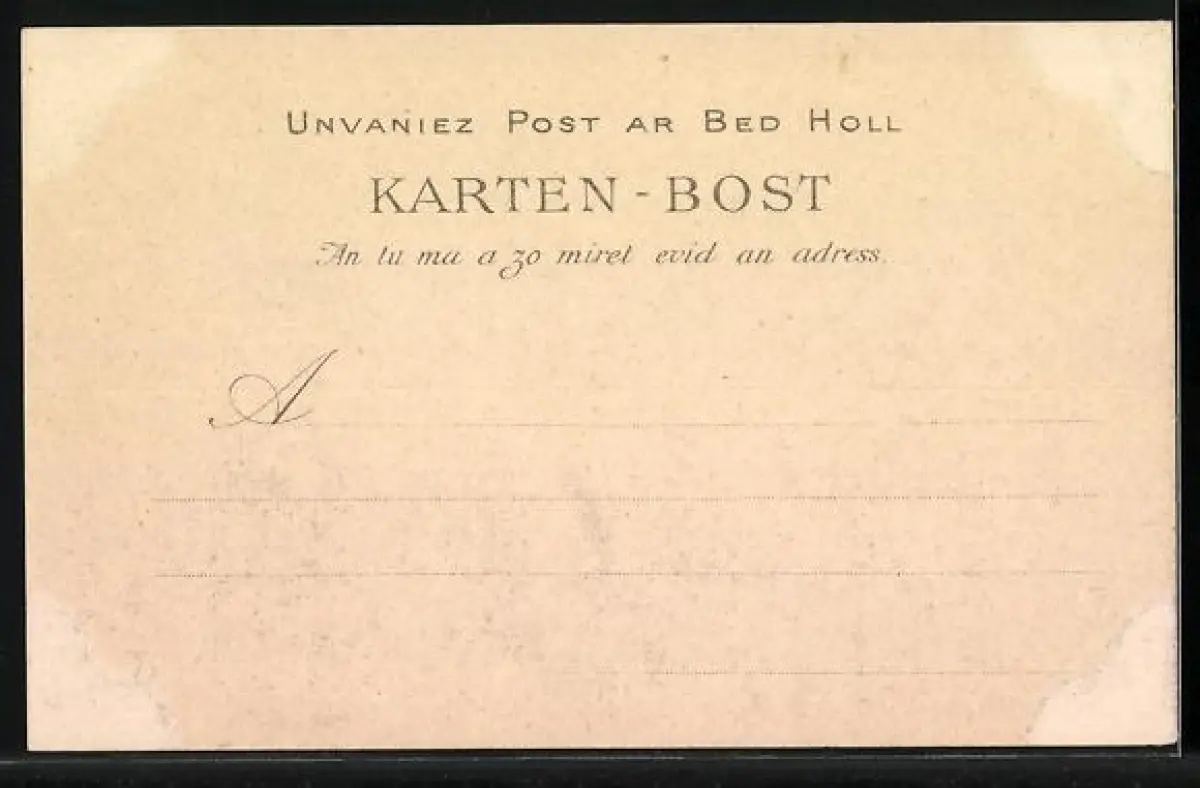 UNVANIEZ POST AR BED HOLL
KARTEN-BOST
An tu ma a zo miret evid an adress.
A